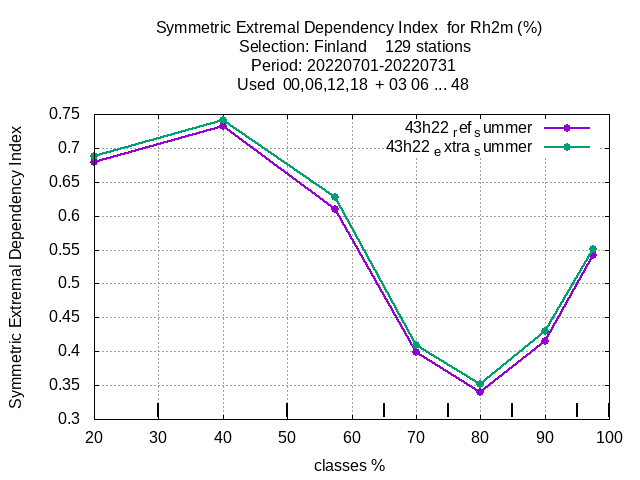 Symmetric Extremal Dependency Index for Rh2m (%)
Selection: Finland 129 stations
Period: 20220701-20220731
Used 00,06,12,18 + 03 06 ... 48
43h22 ref summer
43h22 extra summer
Symmetric Extremal Dependency Index
0.75
0.7
0.65
0.6
0.55
0.5
0.45
0.4
0.35
0.3
20 30 40 50 60 70 80 90 100
classes %